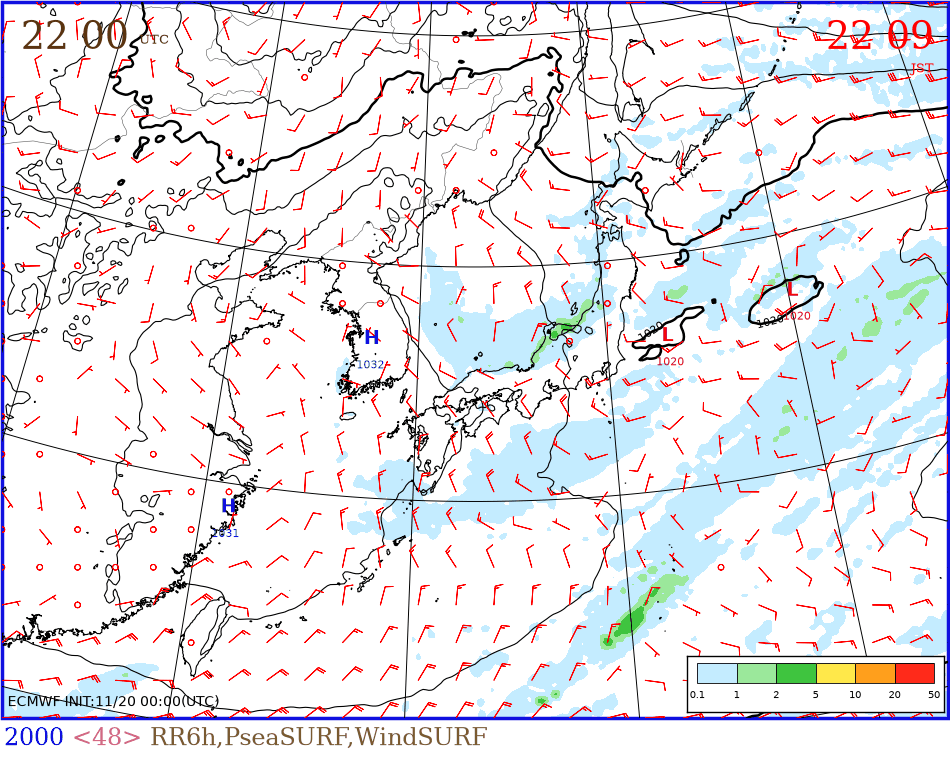 22 00 UTC
22 09
JST
L
1020
1020
H
1032
L
1020
1020
H
1031
0.1 1 2 5 10 20 50
ECMWF INIT:11/20 00:00(UTC)
2000 <48> RR6h,PseaSURF,WindSURF